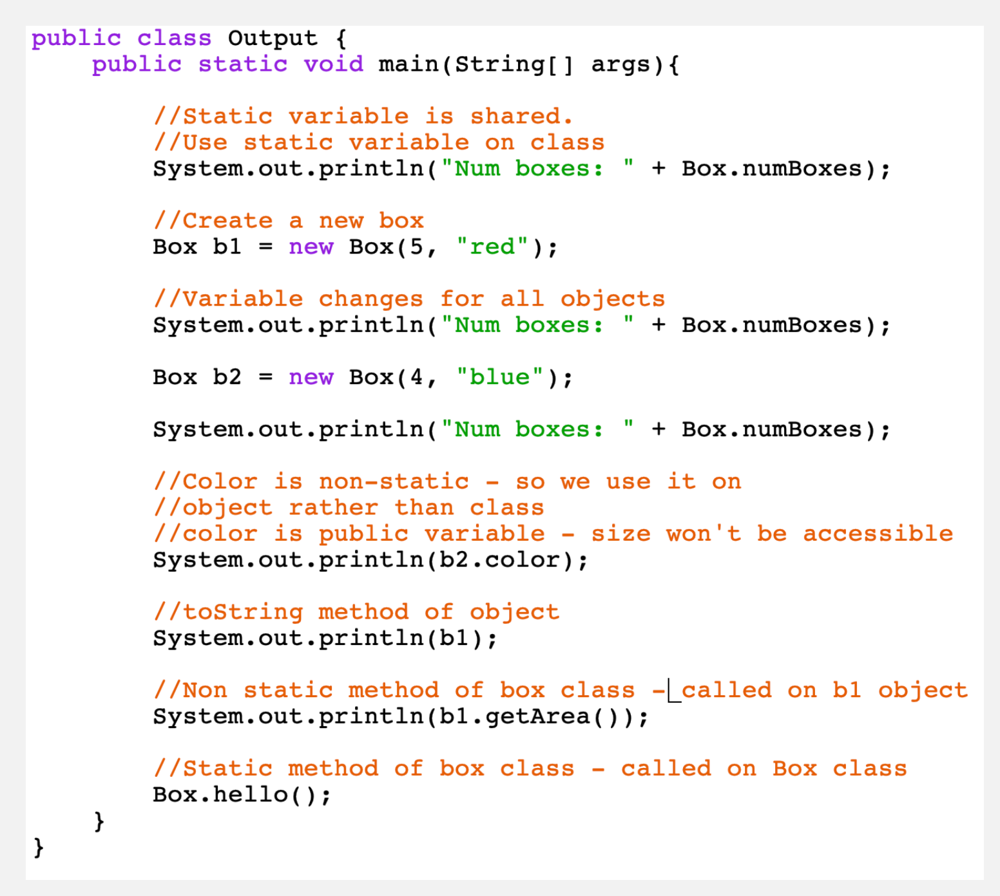 public class Output {
    public static void main(String[] args){
        //Static variable is shared.
        //Use static variable on class
        System.out.println("Num boxes: " + Box.numBoxes);
        //Create a new box
        Box b1 = new Box(5, "red");
        //Variable changes for all objects
        System.out.println("Num boxes: " + Box.numBoxes);
        Box b2 = new Box(4, "blue");
        System.out.println("Num boxes: " + Box.numBoxes);
        //Color is non-static - so we use it on
        //object rather than class
        //color is public variable - size won't be accessible
        System.out.println(b2.color);
        //toString method of object
        System.out.println(b1);
        //Non static method of box class - called on b1 object
        System.out.println(b1.getArea());
        //Static method of box class - called on Box class
        Box.hello();
    }
}